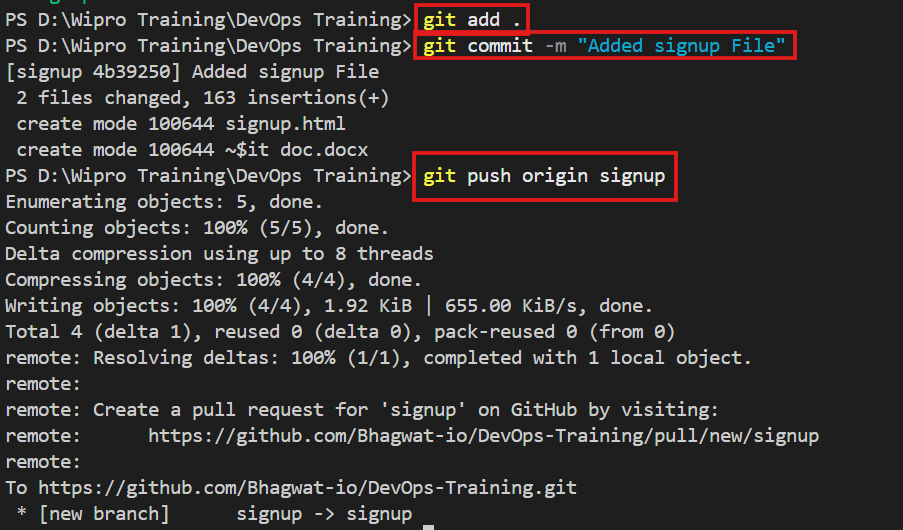 PS D:\Wipro Training\DevOps Training> git add .
PS D:\Wipro Training\DevOps Training> git commit -m "Added signup File"
[signup 4b39250] Added signup File
 2 files changed, 163 insertions(+)
 create mode 100644 signup.html
 create mode 100644 ~$it doc.docx
PS D:\Wipro Training\DevOps Training> git push origin signup
Enumerating objects: 5, done.
Counting objects: 100% (5/5), done.
Delta compression using up to 8 threads
Compressing objects: 100% (4/4), done.
Writing objects: 100% (4/4), 1.92 KiB | 655.00 KiB/s, done.
Total 4 (delta 1), reused 0 (delta 0), pack-reused 0 (from 0)
remote: Resolving deltas: 100% (1/1), completed with 1 local object.
remote:
remote: Create a pull request for 'signup' on GitHub by visiting:
remote:      https://github.com/Bhagwat-io/DevOps-Training/pull/new/signup
remote:
To https://github.com/Bhagwat-io/DevOps-Training.git
 * [new branch]      signup -> signup